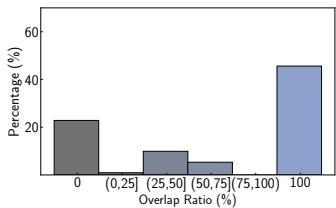 Percentage (%)
60
40
20
0 (0,25] (25,50] (50,75] (75,100) 100
Overlap Ratio (%)